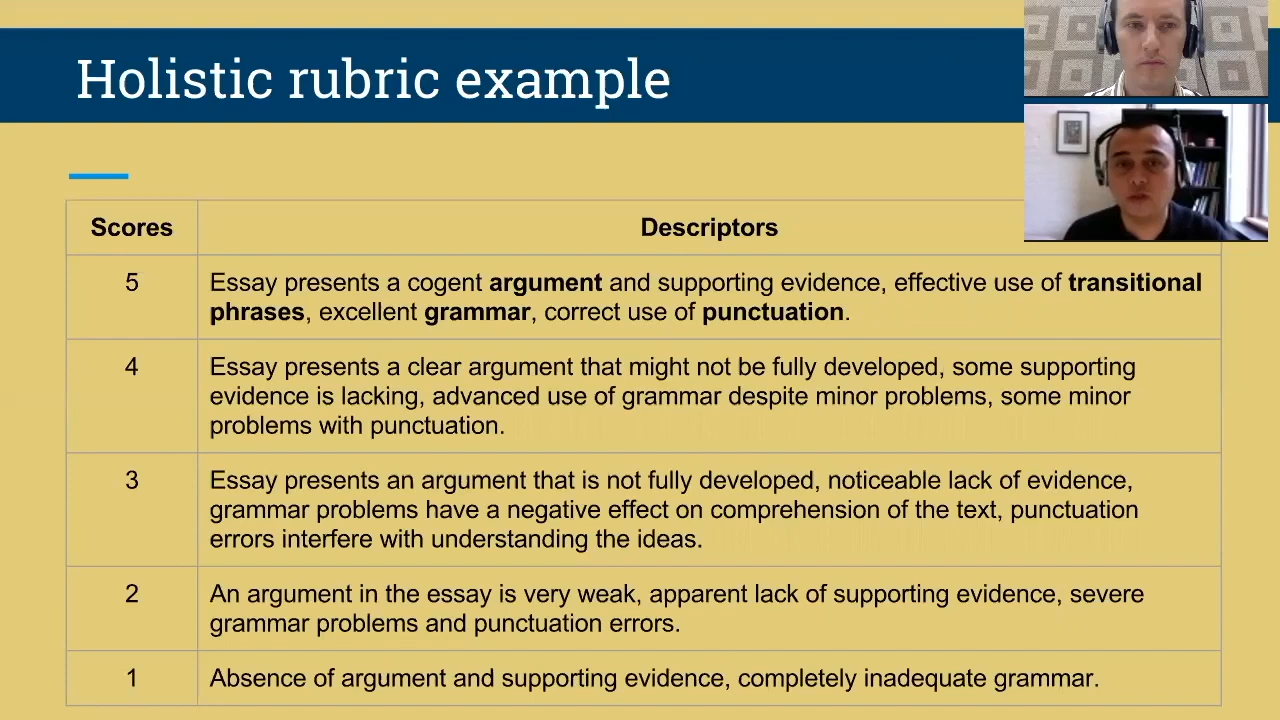 Holistic rubric example
Scores
Descriptors
5
Essay presents a cogent argument and supporting evidence, effective use of transitional
phrases, excellent grammar, correct use of punctuation.
4
Essay presents a clear argument that might not be fully developed, some supporting
evidence is lacking, advanced use of grammar despite minor problems, some minor
problems with punctuation.
3
Essay presents an argument that is not fully developed, noticeable lack of evidence,
grammar problems have a negative effect on comprehension of the text, punctuation
errors interfere with understanding the ideas.
2
An argument in the essay is very weak, apparent lack of supporting evidence, severe
grammar problems and punctuation errors.
1
Absence of argument and supporting evidence, completely inadequate grammar.